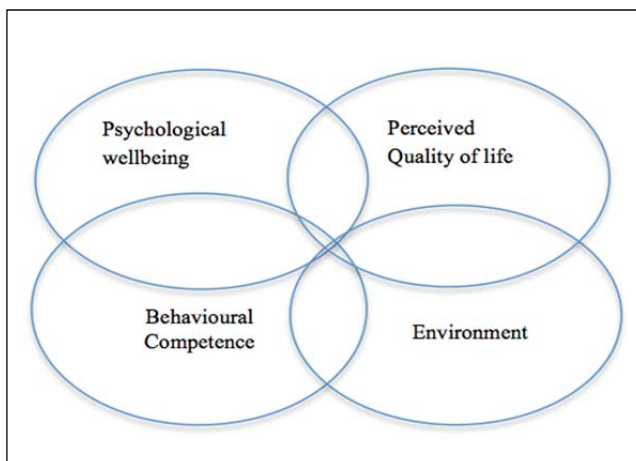 Psychological
wellbeing
Perceived
Quality of life
Behavioural
Competence
Environment